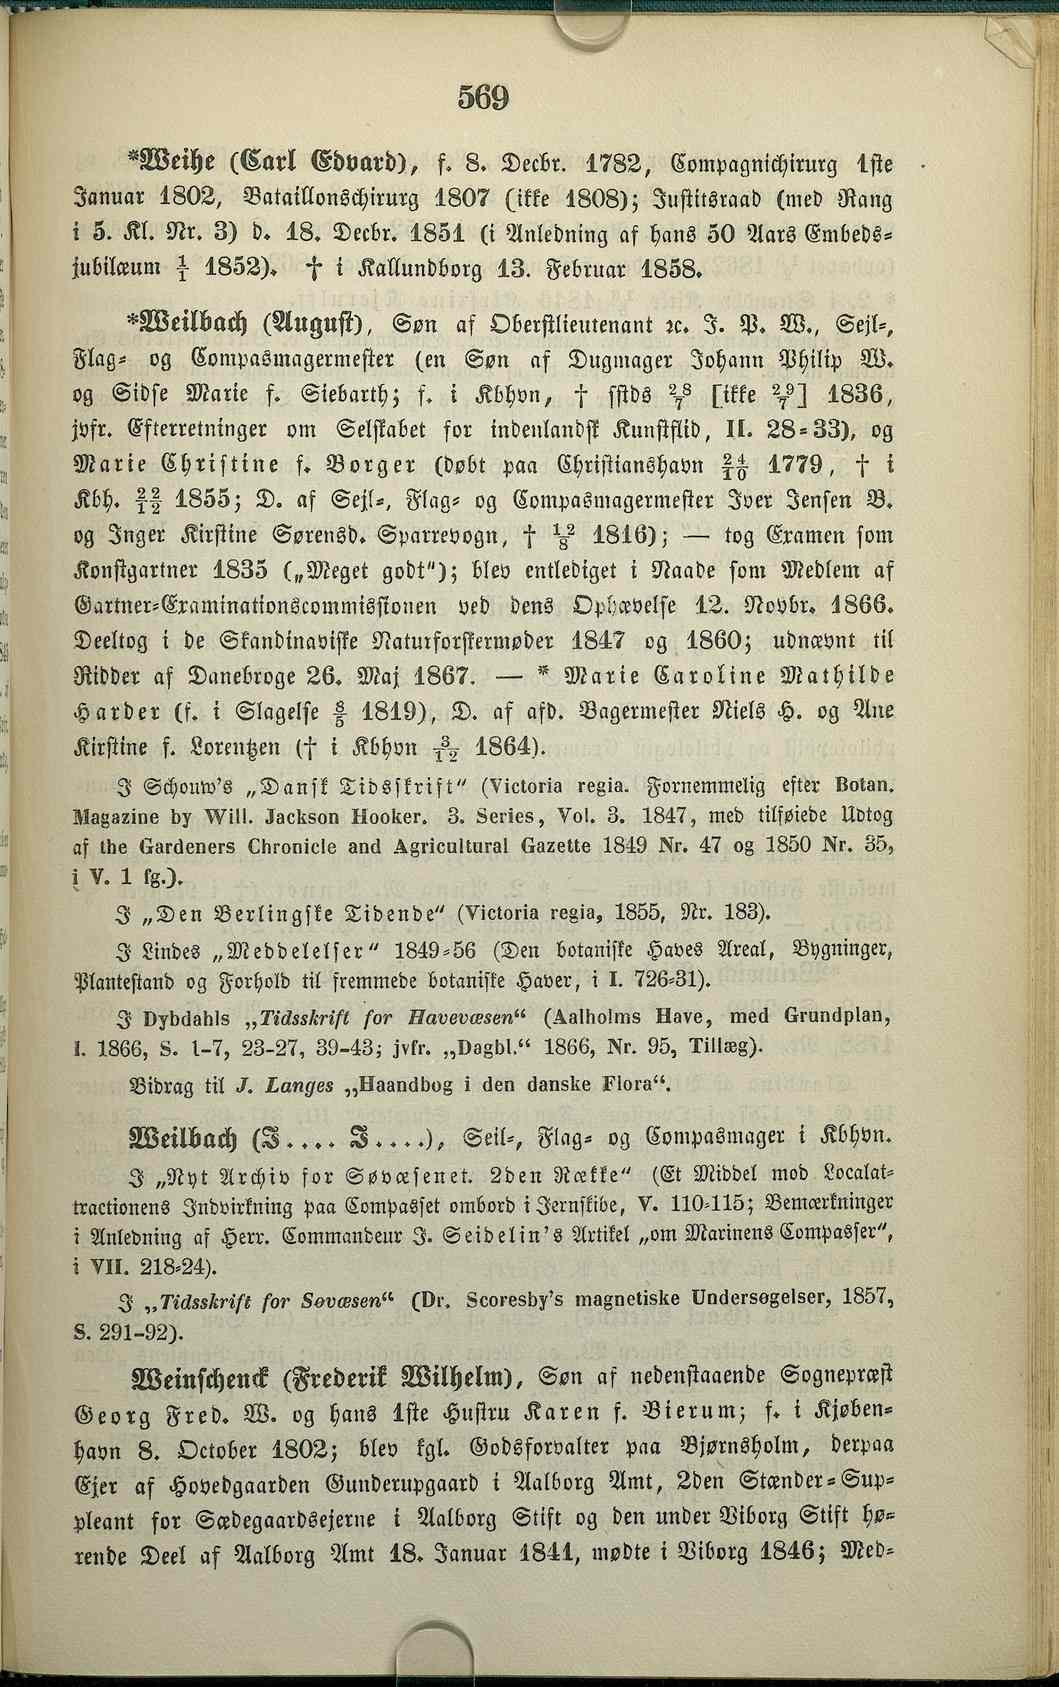 569
*Weihe (Carl Edvard), f. 8. Decbr. 1782, Compagnichirurg 1ste
Januar 1802, Bataillonschirurg 1807 (ikke 1808); Justitsraad (med Rang
i 5. Kl. Nr. 3) d. 18. Decbr. 1851 (i Anledning af hans 50 Aars Embeds-
jubilæum 1/1 1852). † i Kallundborg 13. Februar 1858.
*Weilbach (August), Søn af Oberstlieutenant ꝛc. J. P. W., Sejl-,
Flag- og Compasmagermester (en Søn af Dugmager Johann Philip W.
og Sidse Marie f. Siebarth; f. i Kbhvn, † sstds 28/7 [ikke 29/7] 1836,
jvfr. Efterretninger om Selskabet for indenlandsk Kunstflid, II. 28-33), og
Marie Christine f. Borger (døbt paa Christianshavn 24/10 1779, † i
Kbh. 22/12 1855; D. af Sejl-, Flag- og Compasmagermester Iver Jensen B.
og Inger Kirstine Sørensd. Sparrevogn, † 12/8 1816); — tog Examen som
Konstgartner 1835 („Meget godt“); blev entlediget i Naade som Medlem af
Gartner-Examinationscommissionen ved dens Ophævelse 12. Novbr. 1866.
Deeltog i de Skandinaviske Naturforskermøder 1847 og 1860; udnævnt til
Ridder af Danebroge 26. Maj 1867. — * Marie Caroline Mathilde
Harder (f. i Slagelse 8/5 1819), D. af afd. Bagermester Niels H. og Ane
Kirstine f. Lorentzen († i Kbhvn 3/12 1864).
I Schouw's „Dansk Tidsskrift“ (Victoria regia. Fornemmelig efter Botan.
Magazine by Will. Jackson Hooker. 3. Series, Vol. 3. 1847, med tilføiede Udtog
af the Gardeners Chronicle and Agricultural Gazette 1849 Nr. 47 og 1850 Nr. 35,
i V. 1 fg.).
I „Den Berlingske Tidende“ (Victoria regia, 1855, Nr. 183).
I Lindes „Meddelelser“ 1849-56 (Den botaniske Haves Areal, Bygninger,
Plantestand og Forhold til fremmede botaniske Haver, i I. 726-31).
I Dybdahls „Tidsskrift for Havevæsen“ (Aalholms Have, med Grundplan,
I. 1866, S. 1-7, 23-27, 39-43; jvfr. „Dagbl.“ 1866, Nr. 95, Tillæg).
Bidrag til J. Langes „Haandbog i den danske Flora“.
Weilbach (J.... J....), Seil-, Flag- og Compasmager i Kbhvn.
I „Nyt Archiv for Søvæsenet. 2den Række“ (Et Middel mod Localat-
tractionens Indvirkning paa Compasset ombord i Jernskibe, V. 110-115; Bemærkninger
i Anledning af Herr. Commandeur J. Seidelin's Artikel „om Marinens Compasser“,
i VII. 218-24).
I „Tidsskrift for Søvæsen“ (Dr. Scoresby's magnetiske Undersøgelser, 1857,
S. 291-92).
Weinschenck (Frederik Wilhelm), Søn af nedenstaaende Sognepræst
Georg Fred. W. og hans 1ste Hustru Karen f. Bierum; f. i Kjøben-
havn 8. October 1802; blev kgl. Godsforvalter paa Bjørnsholm, derpaa
Ejer af Hovedgaarden Gunderupgaard i Aalborg Amt, 2den Stænder-Sup-
pleant for Sædegaardsejerne i Aalborg Stift og den under Viborg Stift hø-
rende Deel af Aalborg Amt 18. Januar 1841, mødte i Viborg 1846; Med-